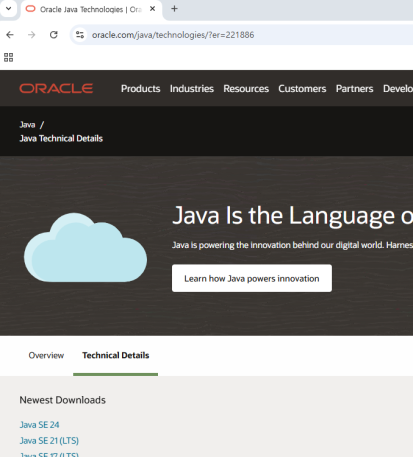 Oracle Java Technologies | Ora
oracle.com/java/technologies/?er=221886
ORACLE Products Industries Resources Customers Partners Develo
Java /
Java Technical Details
Java Is the Language o
Java is powering the innovation behind our digital world. Harnes
Learn how Java powers innovation
Overview Technical Details
Newest Downloads
Java SE 24
Java SE 21 (LTS)
Java SE 17 (LTS)